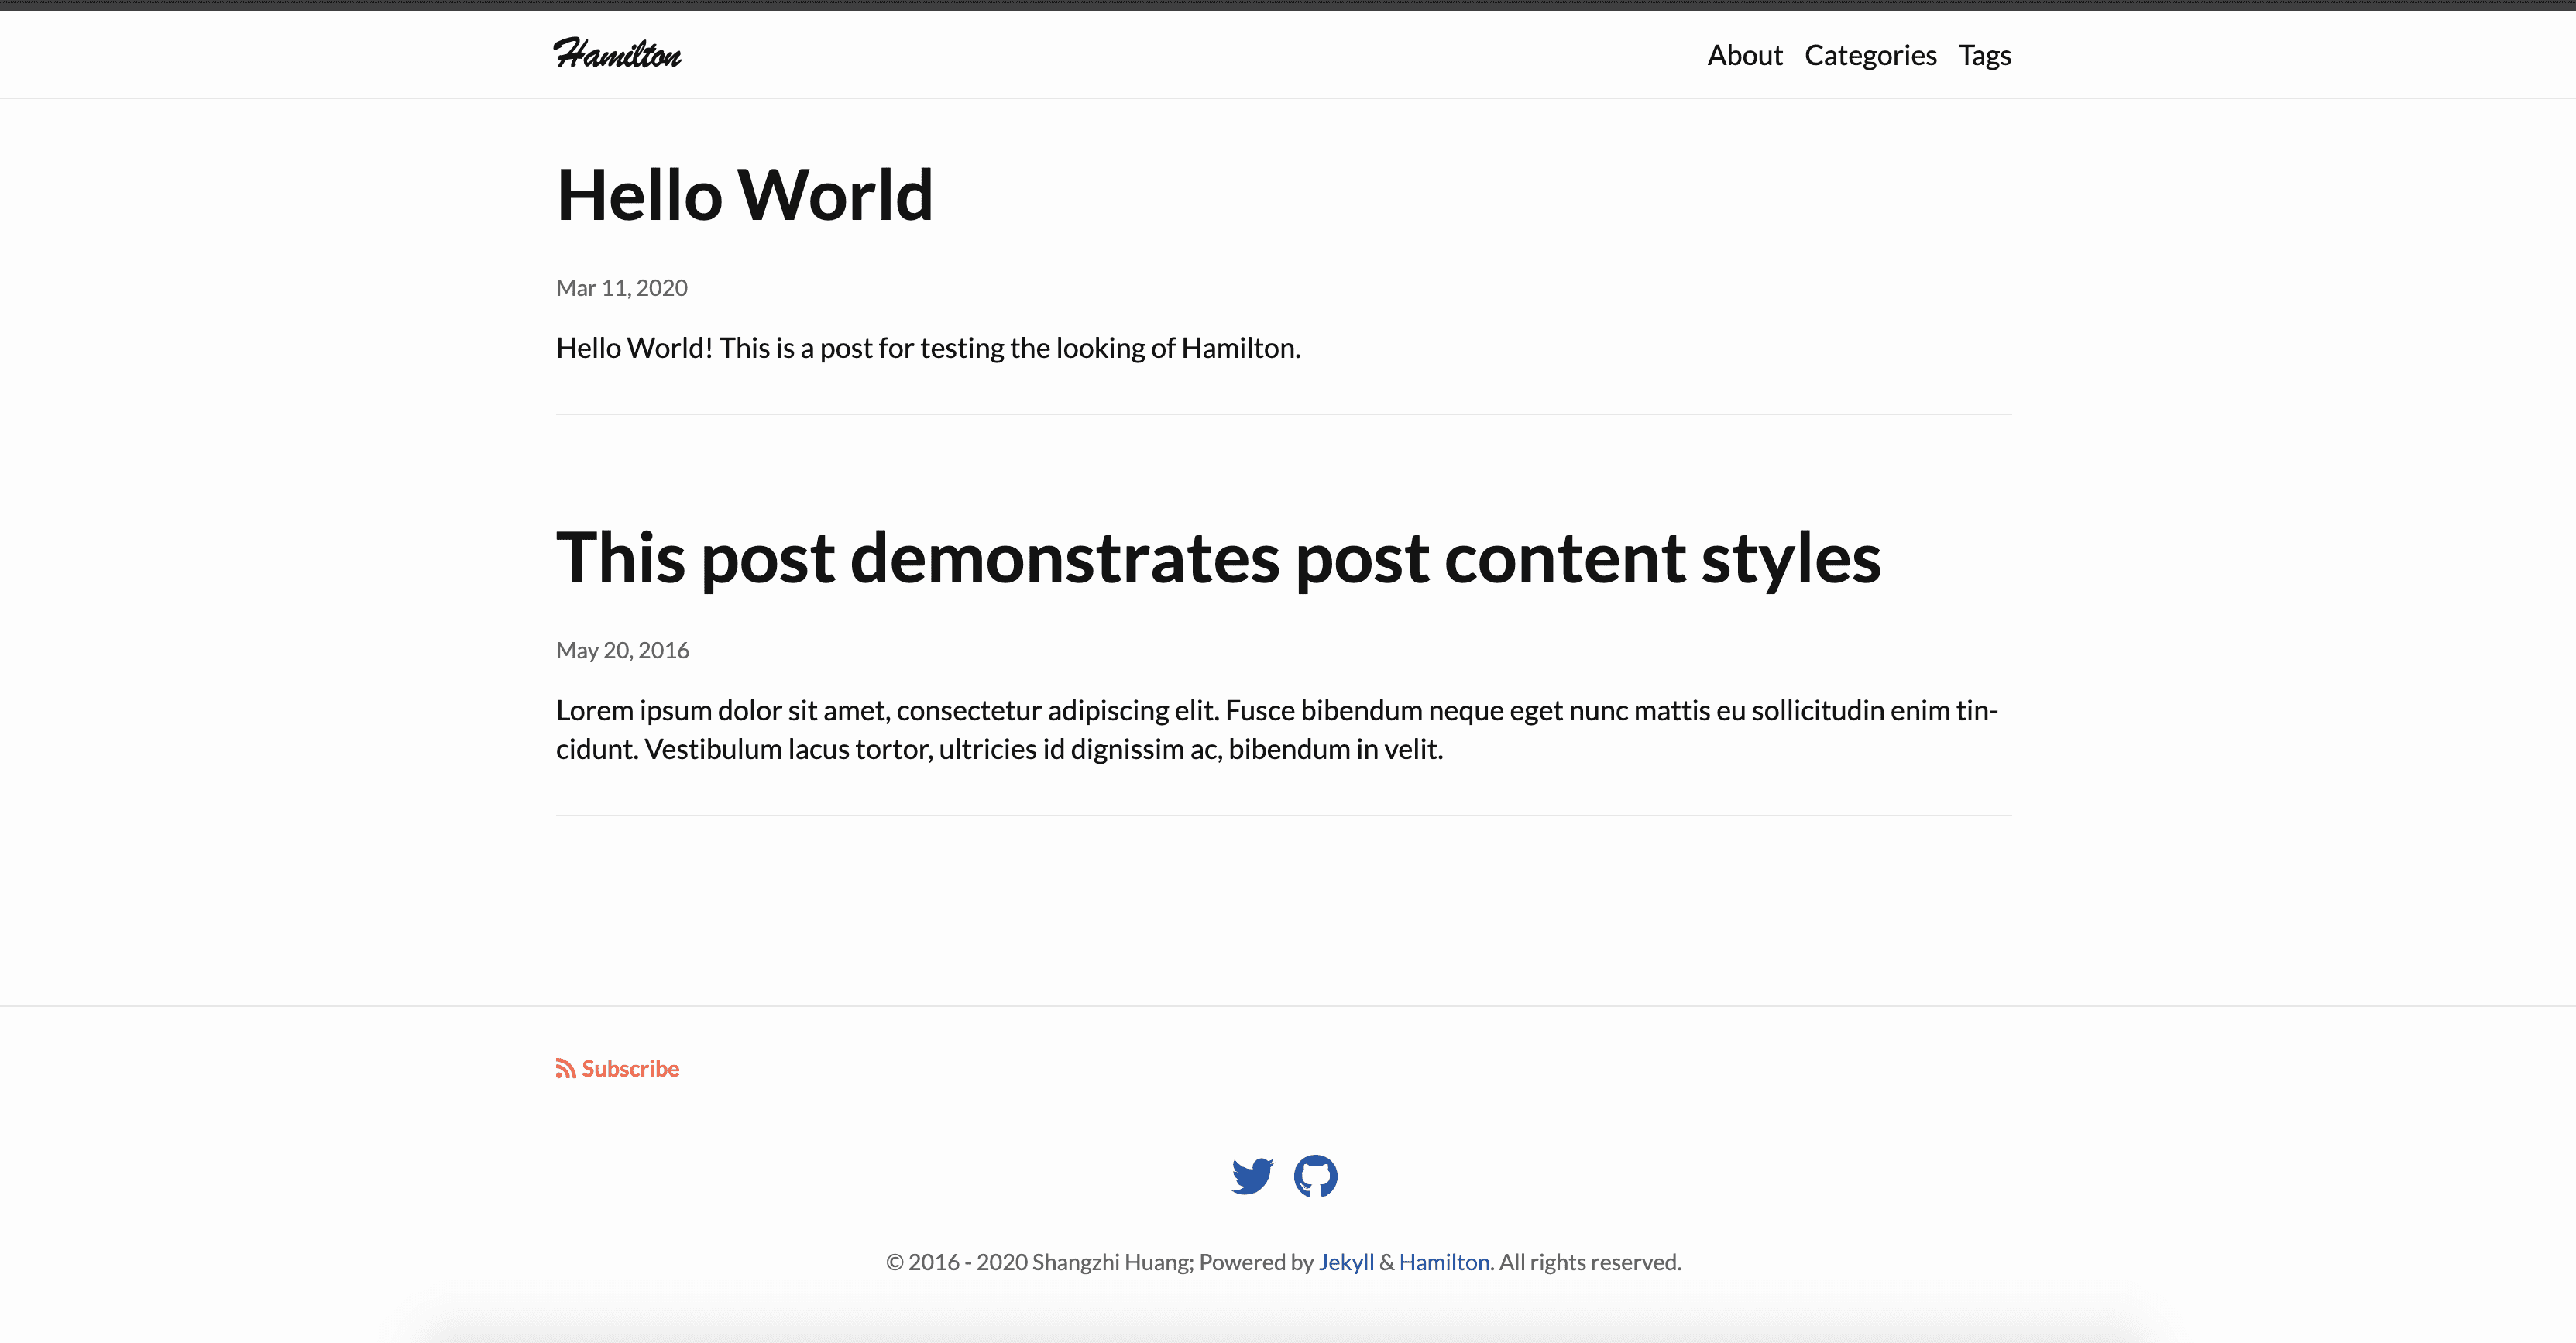 Hamilton
About Categories Tags
Hello World
Mar 11, 2020
Hello World! This is a post for testing the looking of Hamilton.
This post demonstrates post content styles
May 20, 2016
Lorem ipsum dolor sit amet, consectetur adipiscing elit. Fusce bibendum neque eget nunc mattis eu sollicitudin enim tin-
cidunt. Vestibulum lacus tortor, ultricies id dignissim ac, bibendum in velit.
Subscribe
© 2016 - 2020 Shangzhi Huang; Powered by Jekyll & Hamilton. All rights reserved.